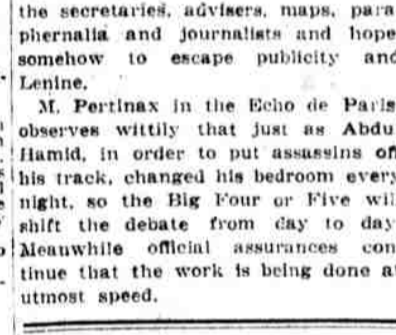 the secretaries, advisers, maps, para
phernalia and journalists and hope
somehow to escape publicity and
Lenine.
M. Pertinax in the Echo de Paris
observes wittily that just as Abdu
Hamid, in order to put assassins off
his track, changed his bedroom every
night, so the Big Four or Five wil
shift the debate from day to day
Meanwhile official assurances con
tinue that the work is being done at
utmost speed.